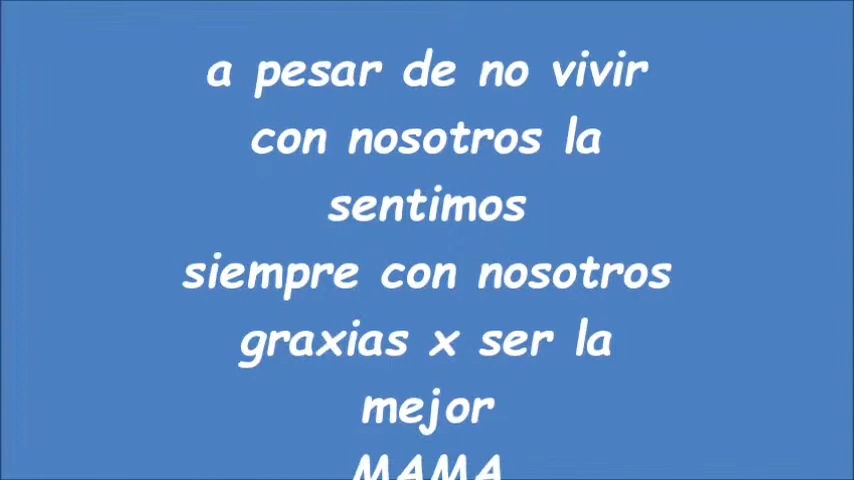 a pesar de no vivir
con nosotros la
sentimos
siempre con nosotros
graxias x ser la
mejor
MAMA